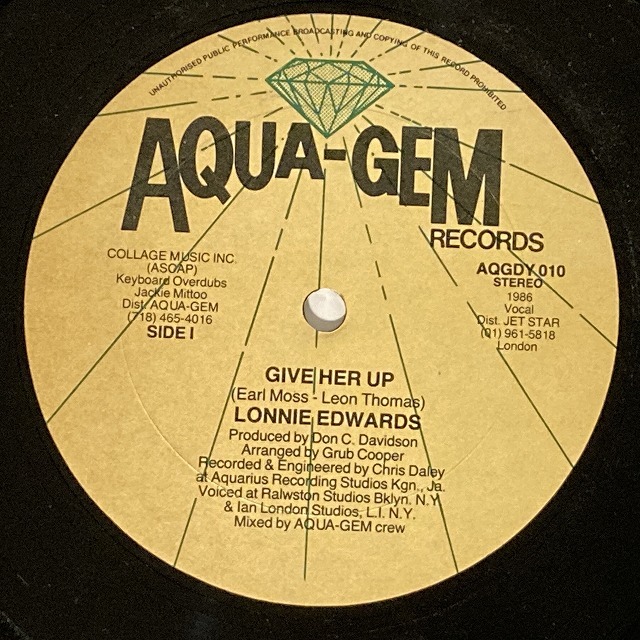 UNAUTHORISED PUBLIC PERFORMANCE BROADCASTING AND COPYING OF THIS RECORD PROHIBITED
AQUA-GEM
RECORDS
COLLAGE MUSIC INC.
(ASCAP)
Keyboard Overdubs
Jackie Mittoo
Dist. AQUA-GEM
(718) 465-4016
SIDE I
AQGDY 010
STEREO
1986
Vocal
Dist. JET STAR
(01) 961-5818
London
GIVE HER UP
(Earl Moss - Leon Thomas)
LONNIE EDWARDS
Produced by Don C. Davidson
Arranged by Grub Cooper
Recorded & Engineered by Chris Daley
at Aquarius Recording Studios Kgn., Ja.
Voiced at Ralwston Studios Bklyn. N.Y
& Ian London Studios, L.I. N.Y.
Mixed by AQUA-GEM crew